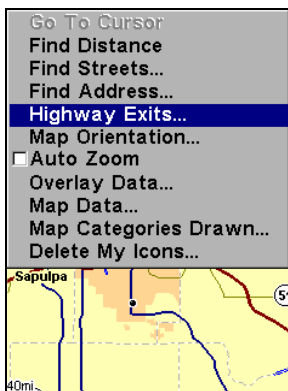 Go To Cursor
Find Distance
Find Streets...
Find Address...
Highway Exits...
Map Orientation...
Auto Zoom
Overlay Data...
Map Data...
Map Categories Drawn...
Delete My Icons...
Sapulpa
40mi